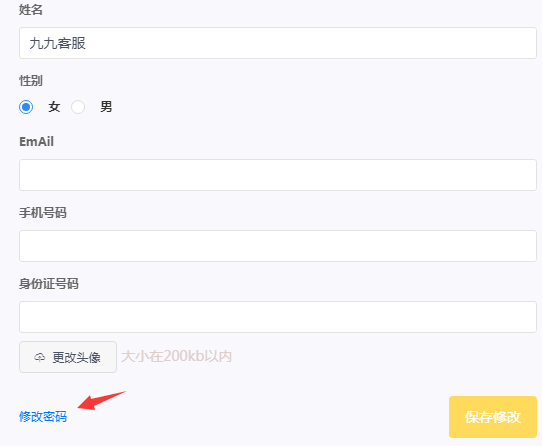 姓名
九九客服
性别
女 男
EmAil
手机号码
身份证号码
更改头像 大小在200kb以内
修改密码 保存修改